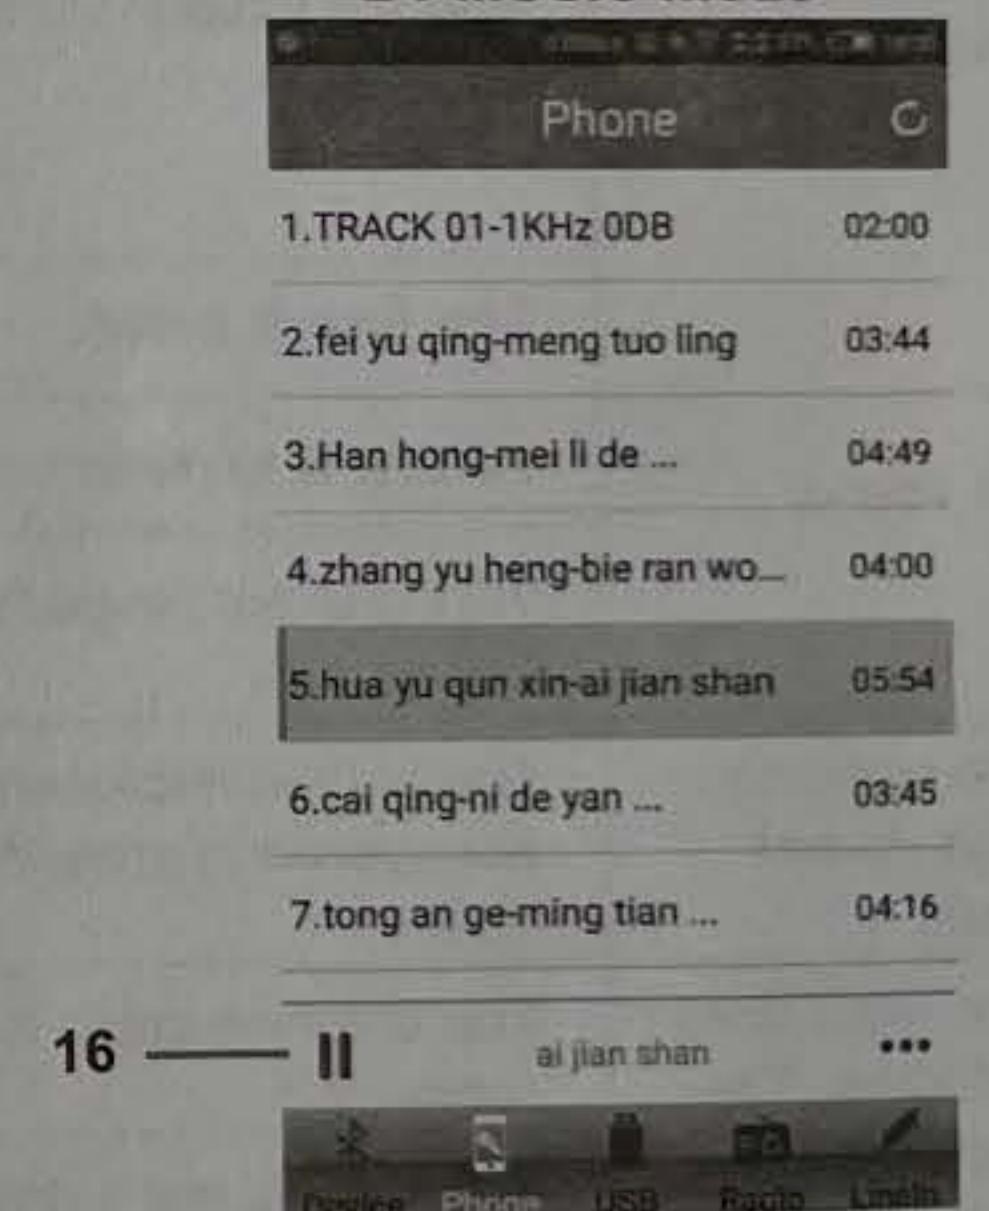 Phone
1.TRACK 01-1KHz 0DB 02:00
2.fei yu qing-meng tuo ling 03:44
3.Han hong-mei li de ... 04:49
4.zhang yu heng-bie ran wo... 04:00
5.hua yu qun xin-ai jian shan 05:54
6.cai qing-ni de yan ... 03:45
7.tong an ge-ming tian ... 04:16
16 ai jian shan
Device Phone USB Radio LineIn